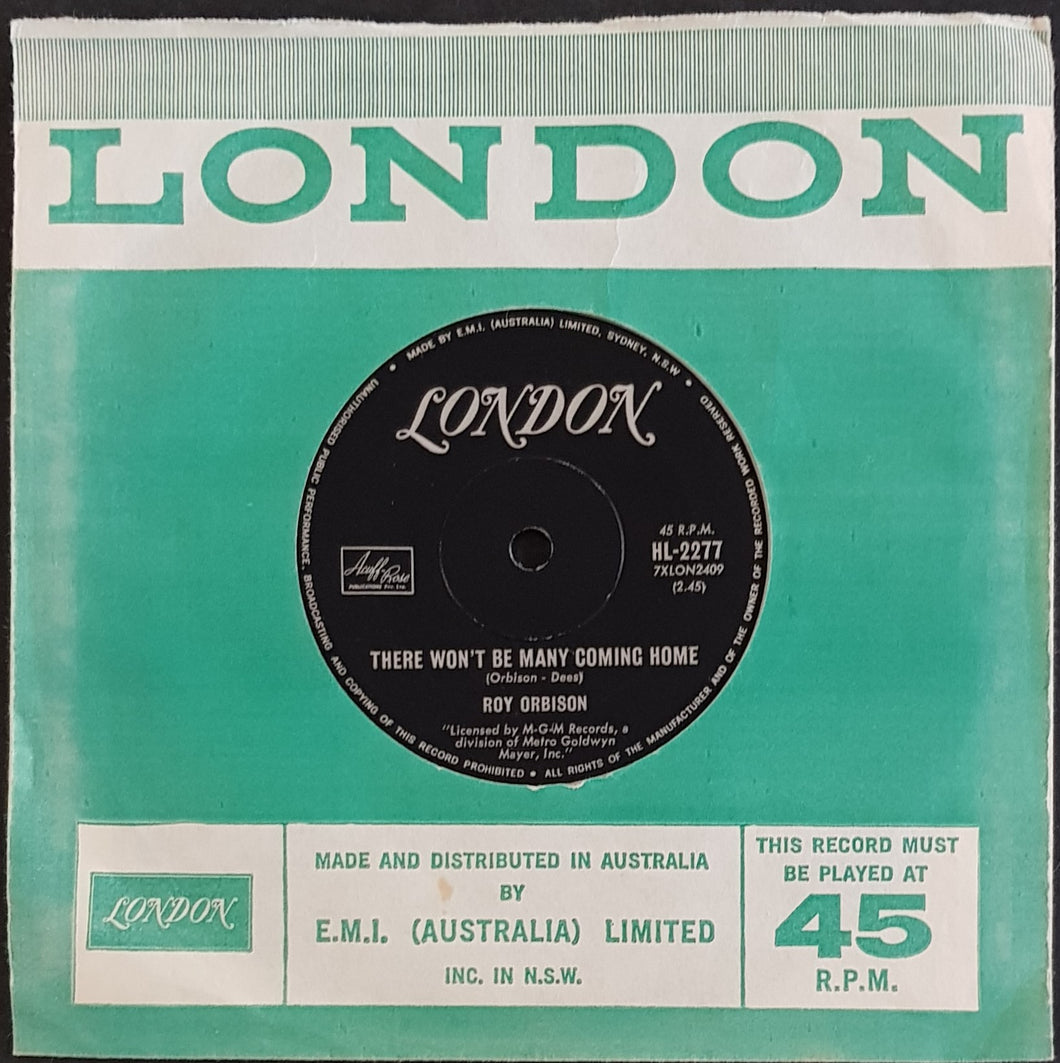 LONDON
UNAUTHORISED PUBLIC PERFORMANCE, BROADCASTING AND COPYING OF THIS RECORD PROHIBITED • ALL RIGHTS OF THE MANUFACTURER AND OF THE OWNER OF THE RECORDED WORK RESERVED • MADE BY E.M.I. (AUSTRALIA) LIMITED, SYDNEY, N.S.W •
LONDON
45 R.P.M.
HL-2277
7XLON2409
(2.45)
Acuff-Rose
PUBLICATIONS Pty. Ltd.
THERE WON'T BE MANY COMING HOME
(Orbison - Dees)
ROY ORBISON
"Licensed by M-G-M Records, a
division of Metro Goldwyn
Mayer, Inc."
LONDON
MADE AND DISTRIBUTED IN AUSTRALIA
BY
E.M.I. (AUSTRALIA) LIMITED
INC. IN N.S.W.
THIS RECORD MUST
BE PLAYED AT
45
R.P.M.